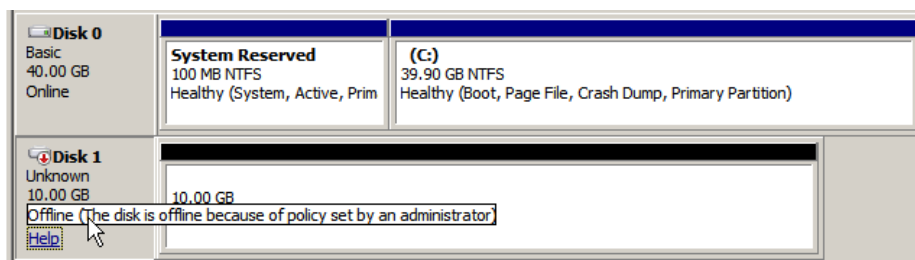 Disk 0
Basic
40.00 GB
Online
System Reserved
100 MB NTFS
Healthy (System, Active, Prim
(C:)
39.90 GB NTFS
Healthy (Boot, Page File, Crash Dump, Primary Partition)
Disk 1
Unknown
10.00 GB
10.00 GB
Offline (The disk is offline because of policy set by an administrator)
Help